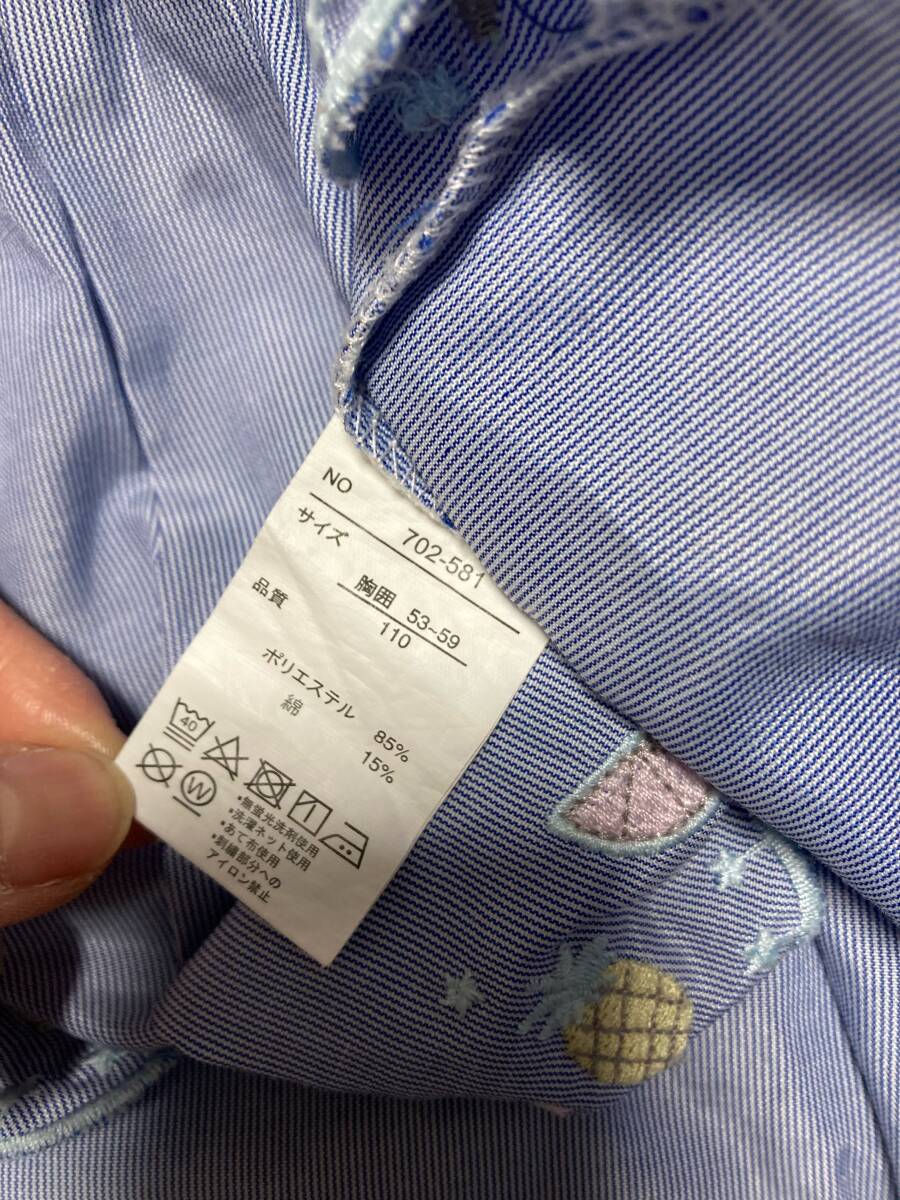 NO
702-581
サイズ
胸囲 53~59
110
品質
ポリエステル 85%
綿 15%
40
W
・無蛍光洗剤使用
・洗濯ネット使用
・あて布使用
・刺繍部分への
アイロン禁止